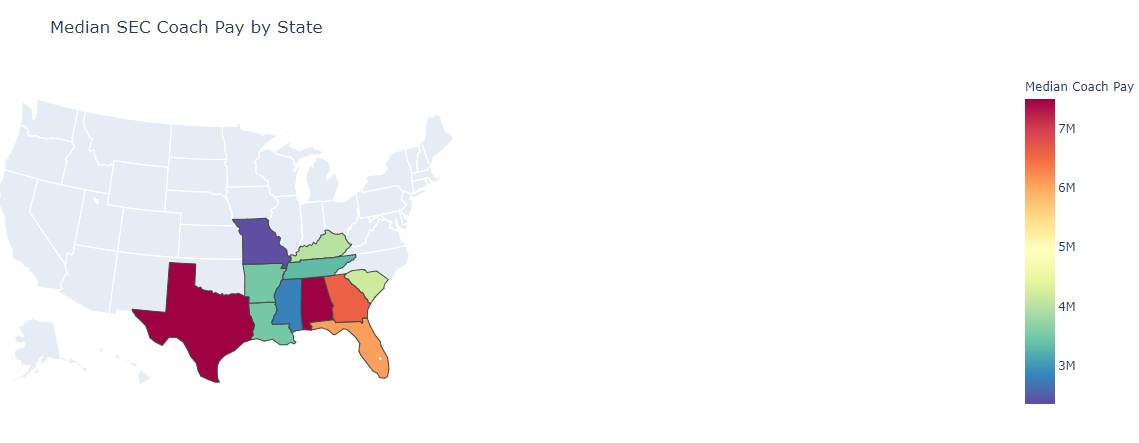 Median SEC Coach Pay by State
Median Coach Pay
7M
6M
5M
4M
3M